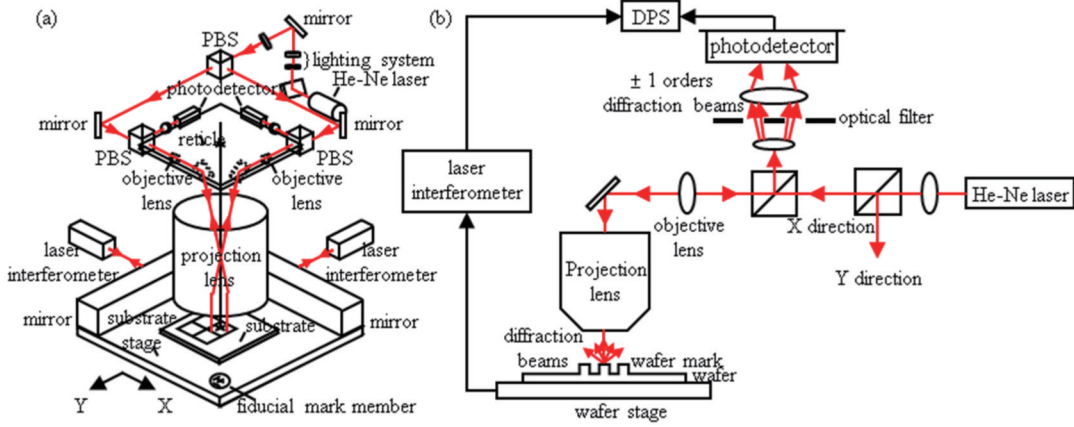 (a)
mirror
PBS
lighting system
He-Ne laser
photodetector
mirror
mirror
reticle
PBS
PBS
objective
lens
objective
lens
laser
interferometer
projection
lens
laser
interferometer
mirror
substrate
stage
substrate
mirror
Y
X
fiducial mark member
(b)
DPS
photodetector
± 1 orders
diffraction beams
optical filter
laser
interferometer
objective
lens
He-Ne laser
X direction
Y direction
Projection
lens
diffraction
beams
wafer mark
wafer
wafer stage